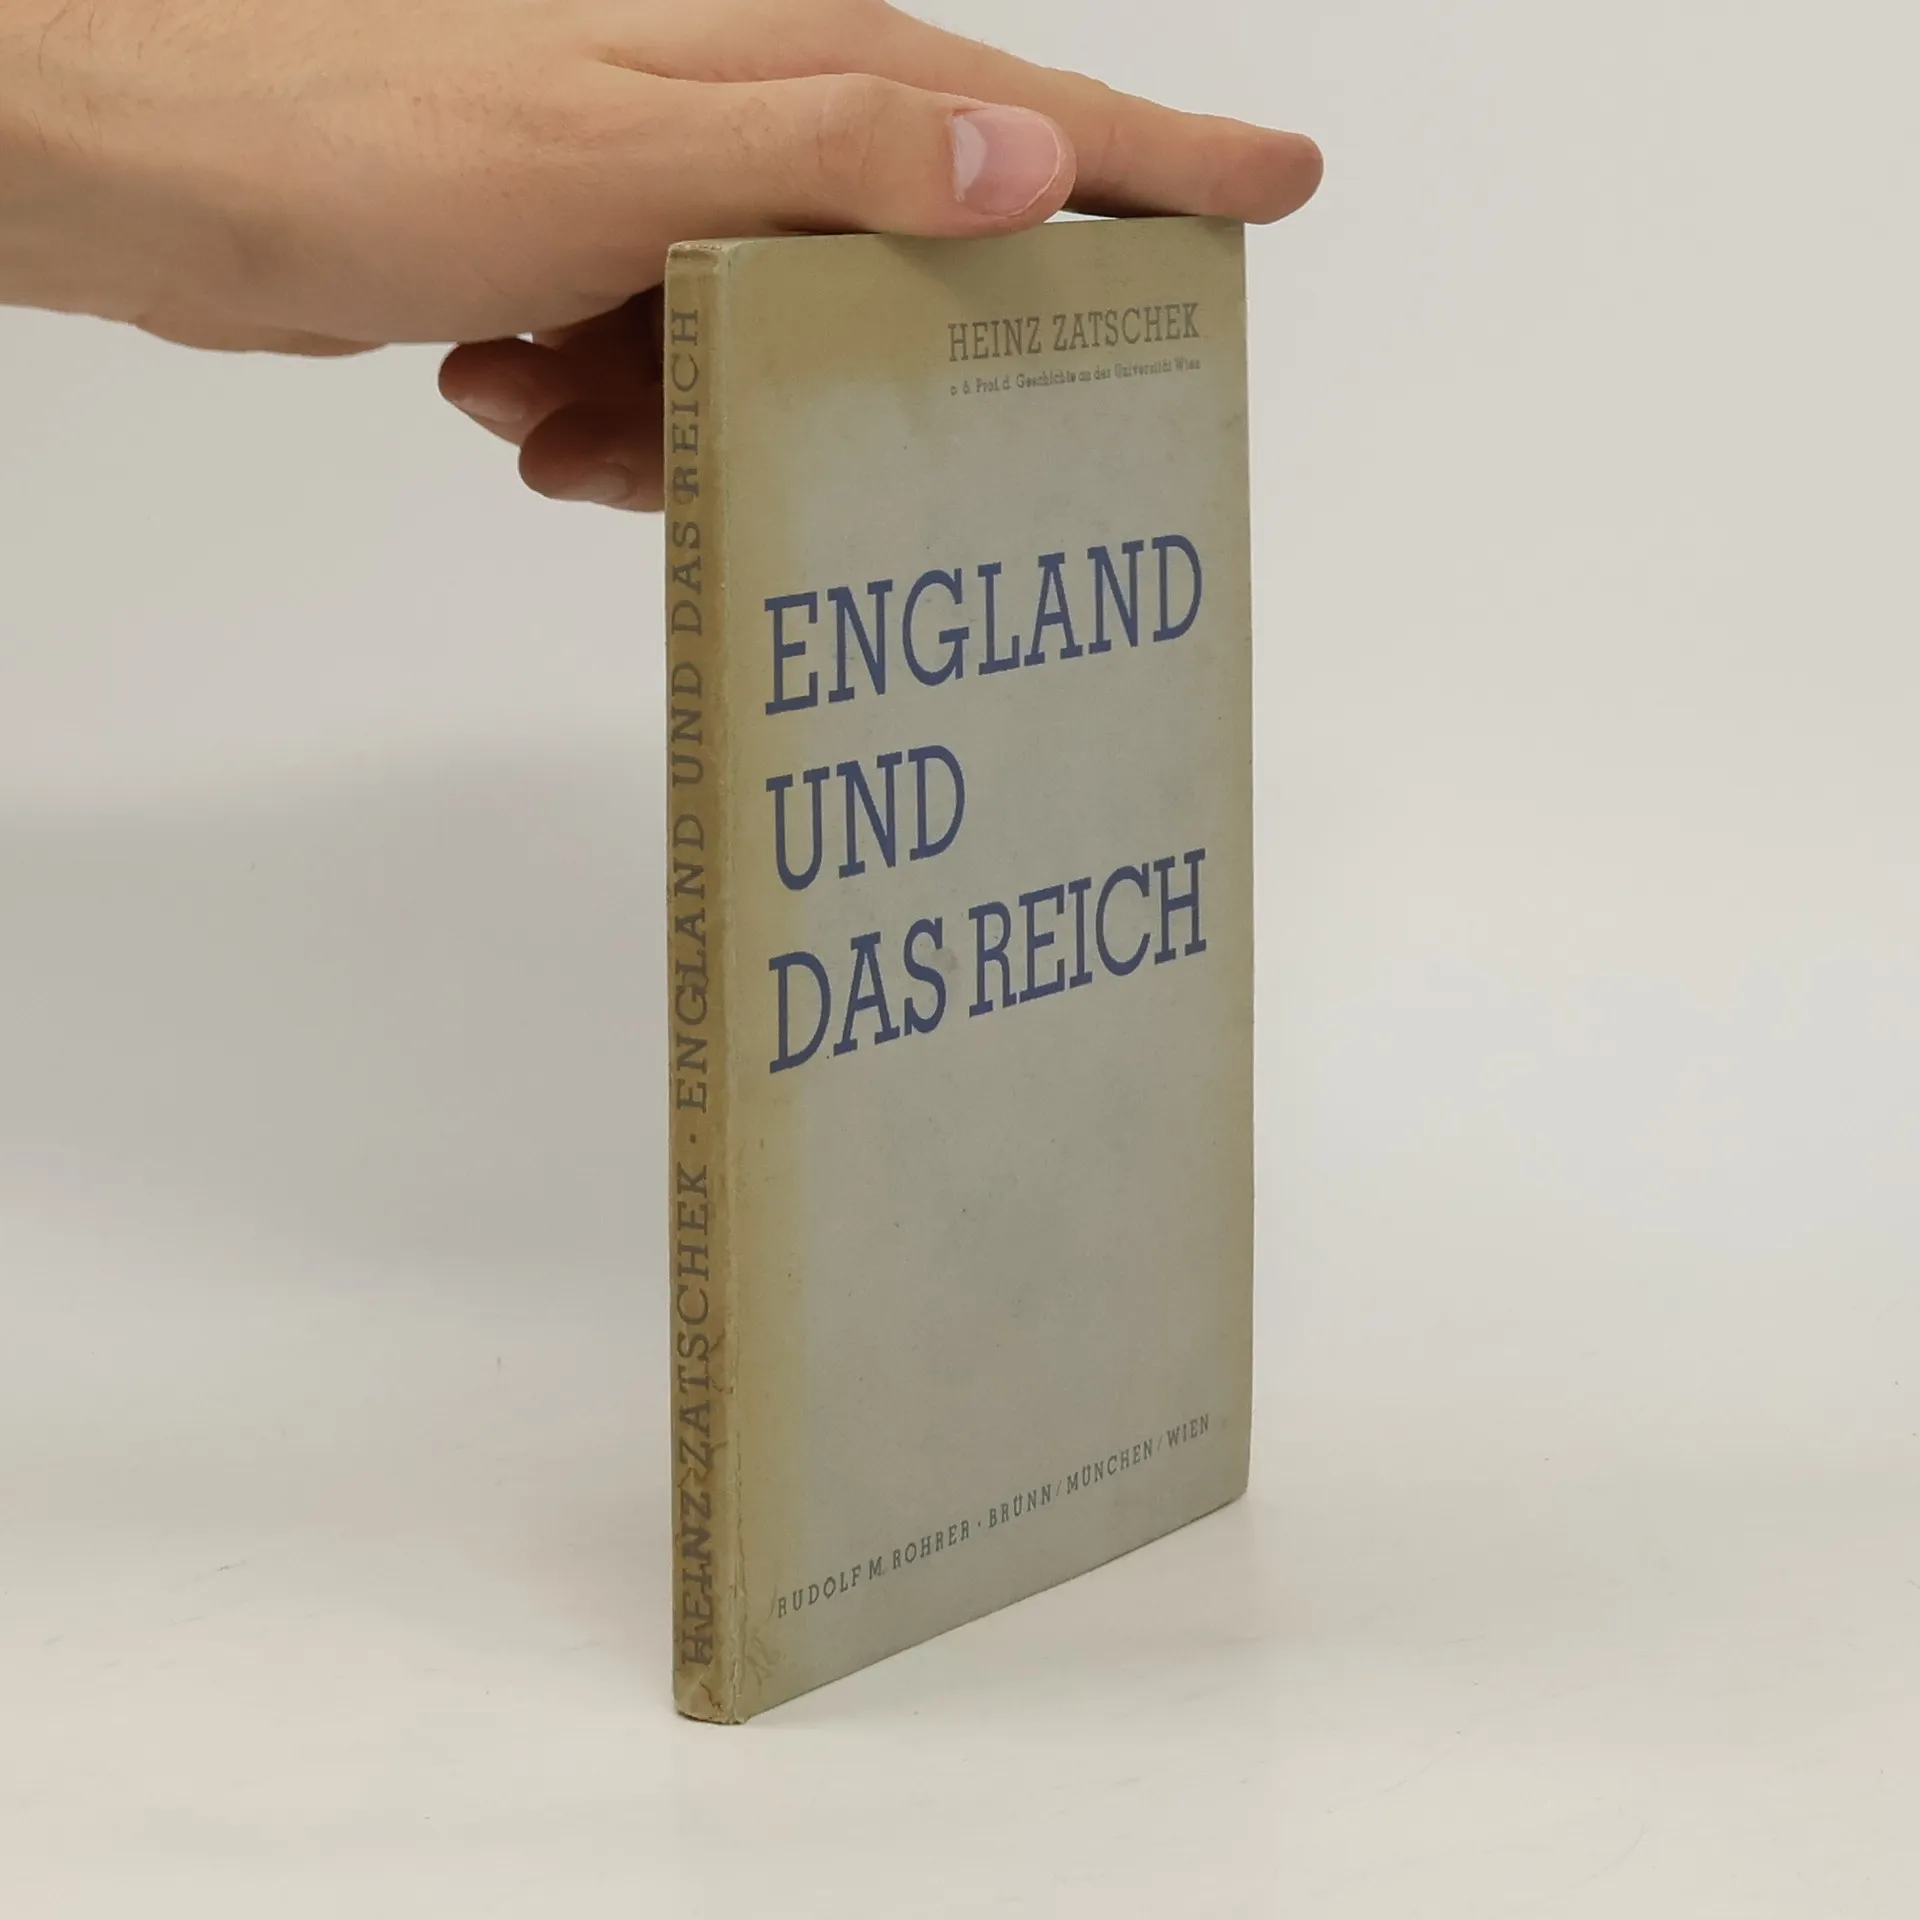 HEINZ ZATSCHEK · ENGLAND UND DAS REICH
HEINZ ZATSCHEK
o. ö. Prof. d. Geschichte an der Universität Wien
ENGLAND
UND
DAS REICH
RUDOLF M. ROHRER · BRÜNN / MÜNCHEN / WIEN